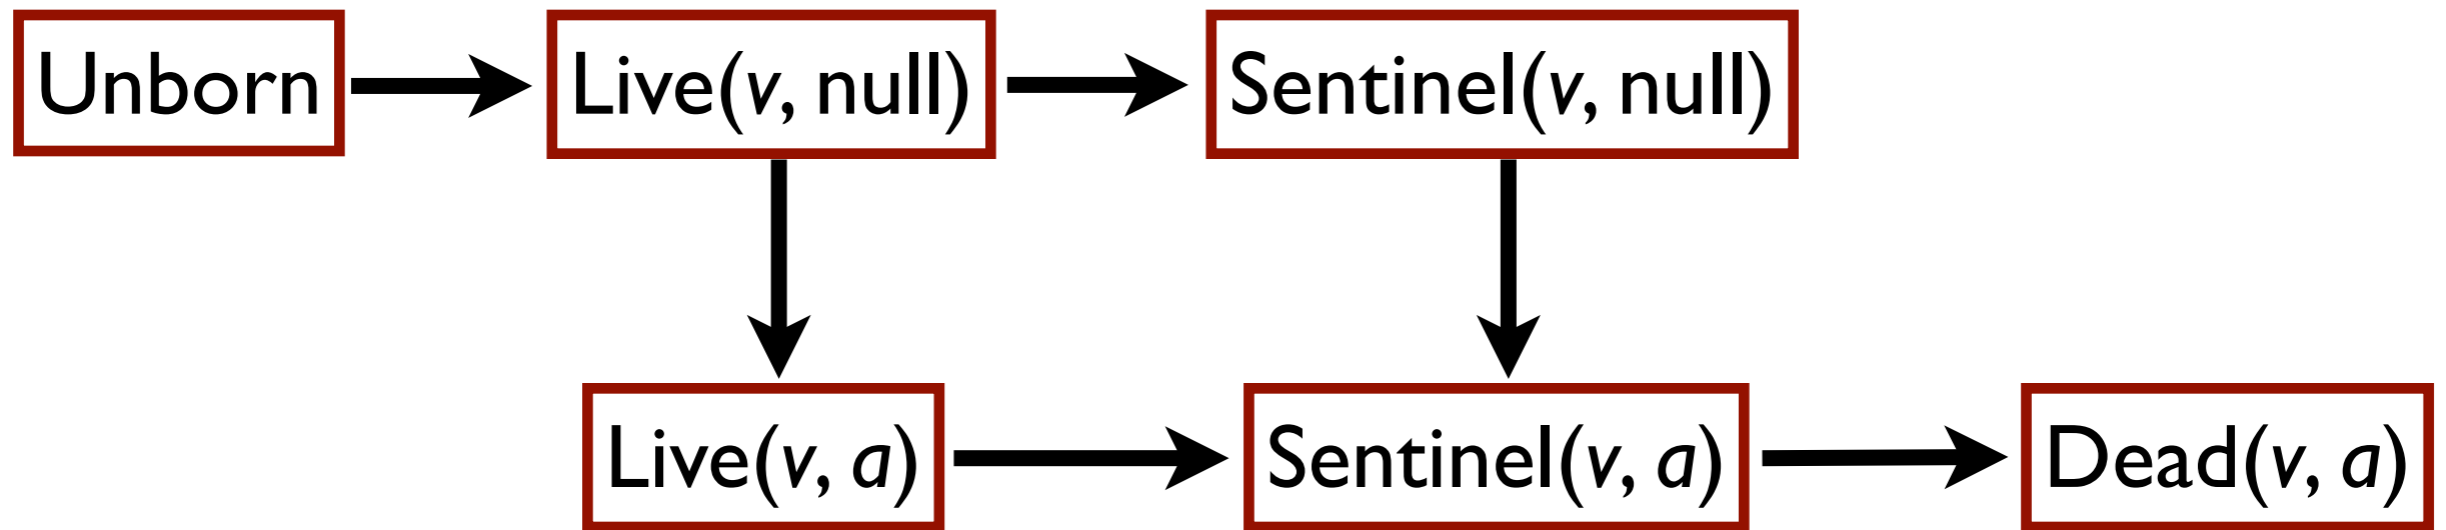 Unborn
Live(v, null)
Sentinel(v, null)
Live(v, a)
Sentinel(v, a)
Dead(v, a)